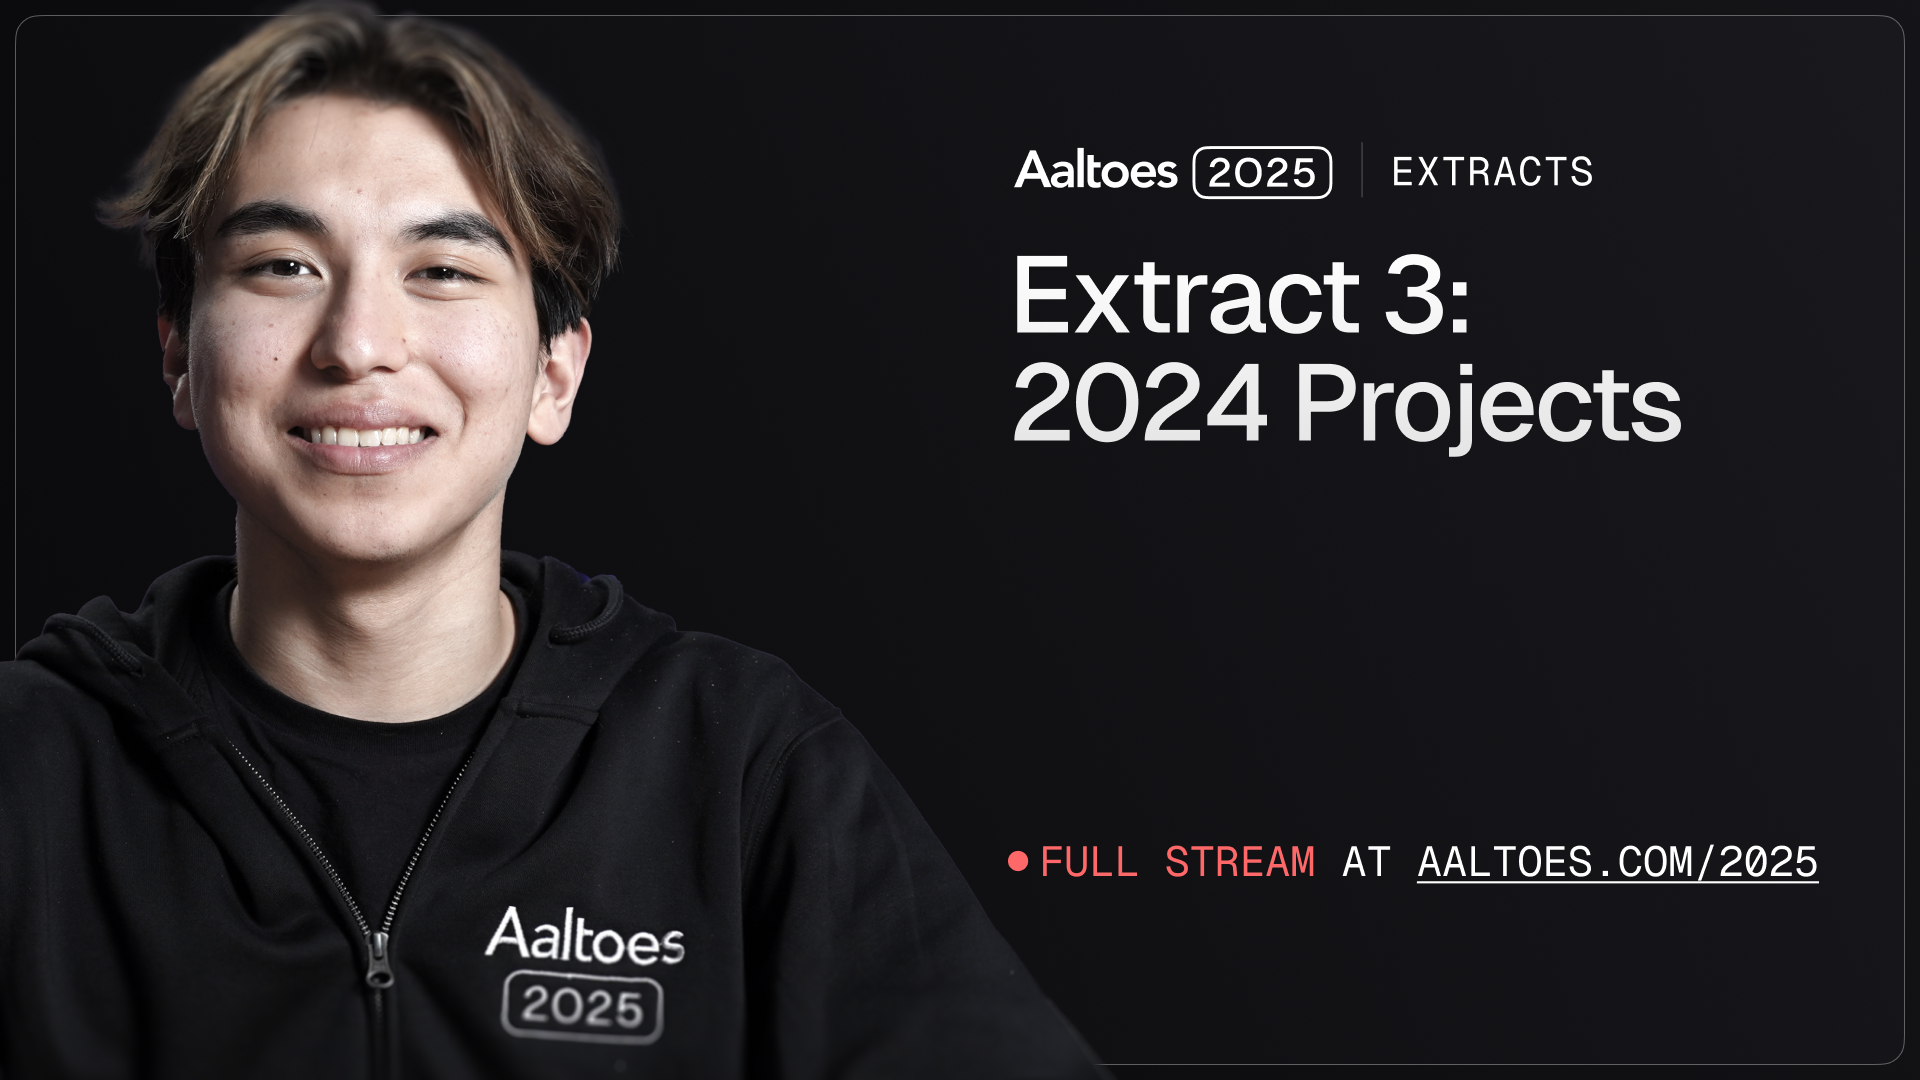 Aaltoes 2025 EXTRACTS
Extract 3:
2024 Projects
FULL STREAM AT AALTOES.COM/2025
Aaltoes
2025